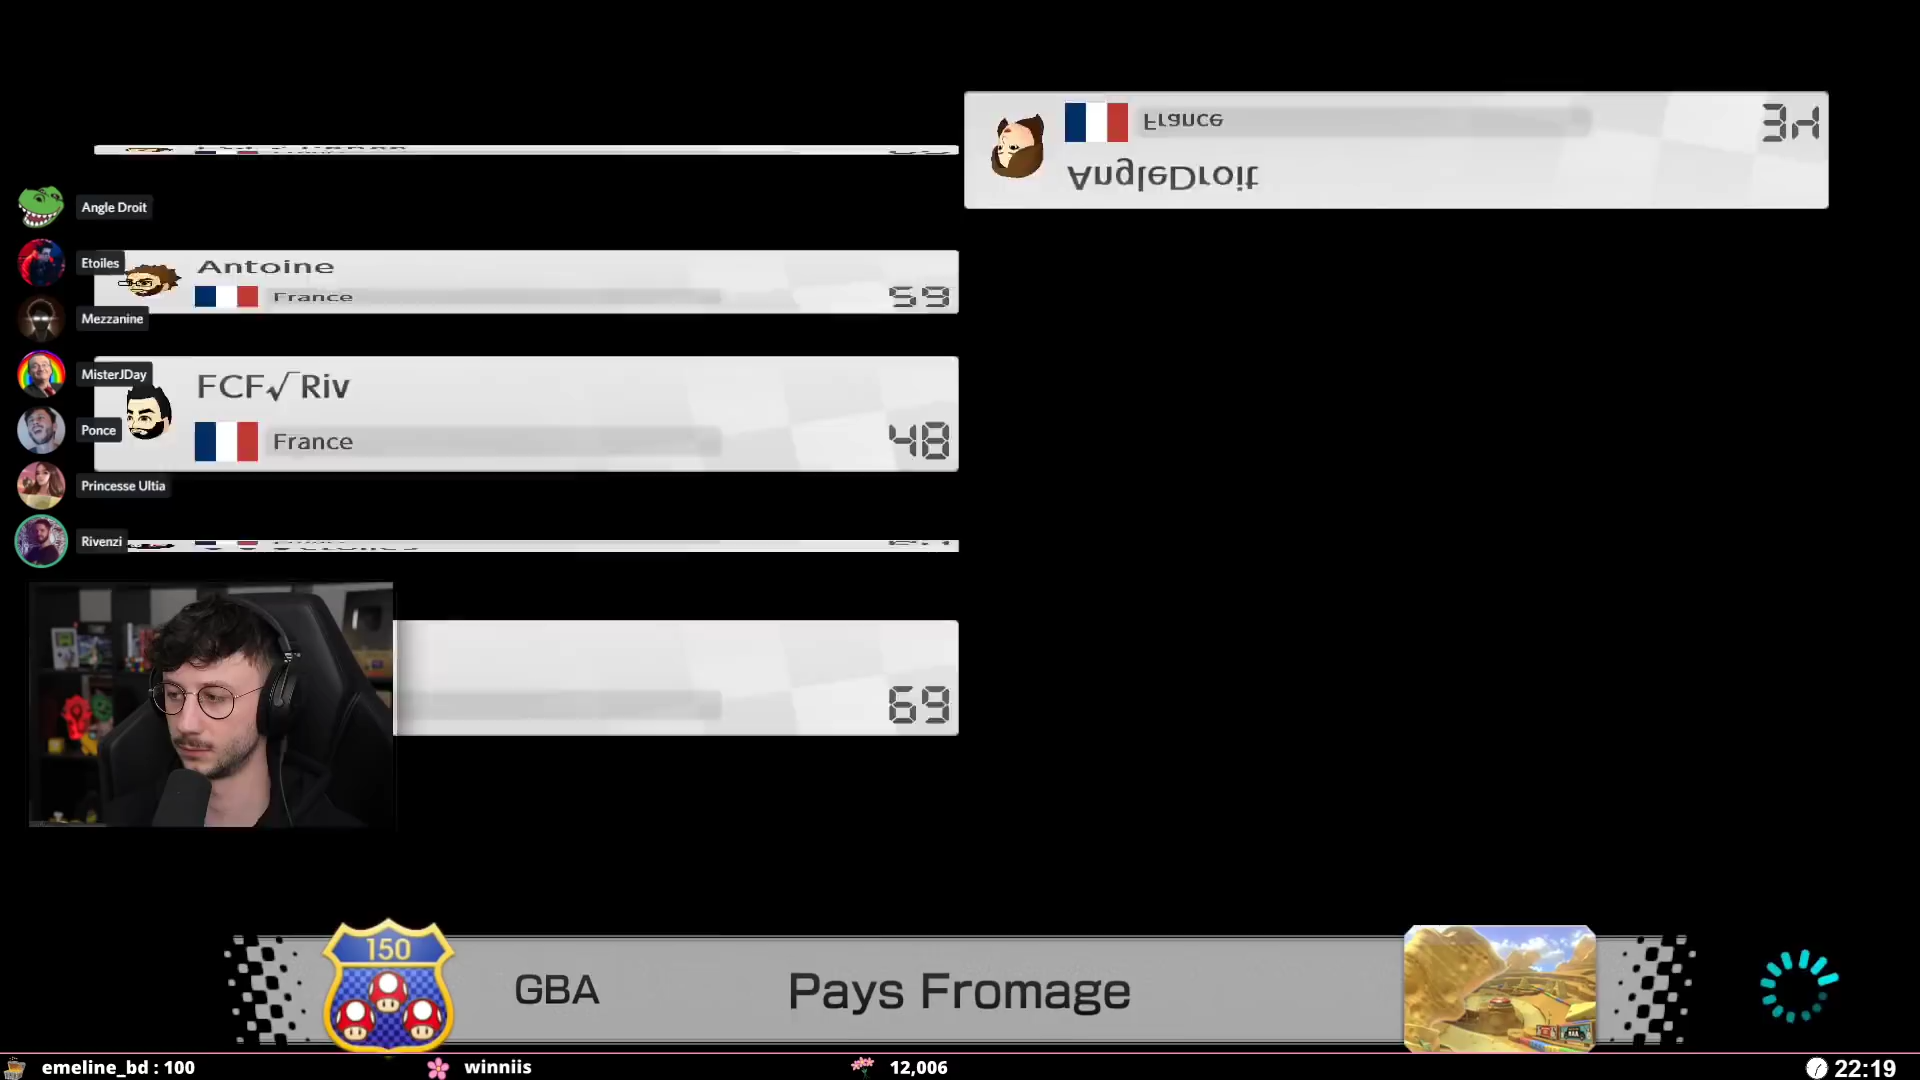 France
34
AngleDroit
Angle Droit
Etoiles
Antoine
France
59
Mezzanine
MisterJDay
FCF√Riv
Ponce
France
48
Princesse Ultia
Rivenzi
69
150
GBA
Pays Fromage
emeline_bd : 100
winniis
12,006
22:19